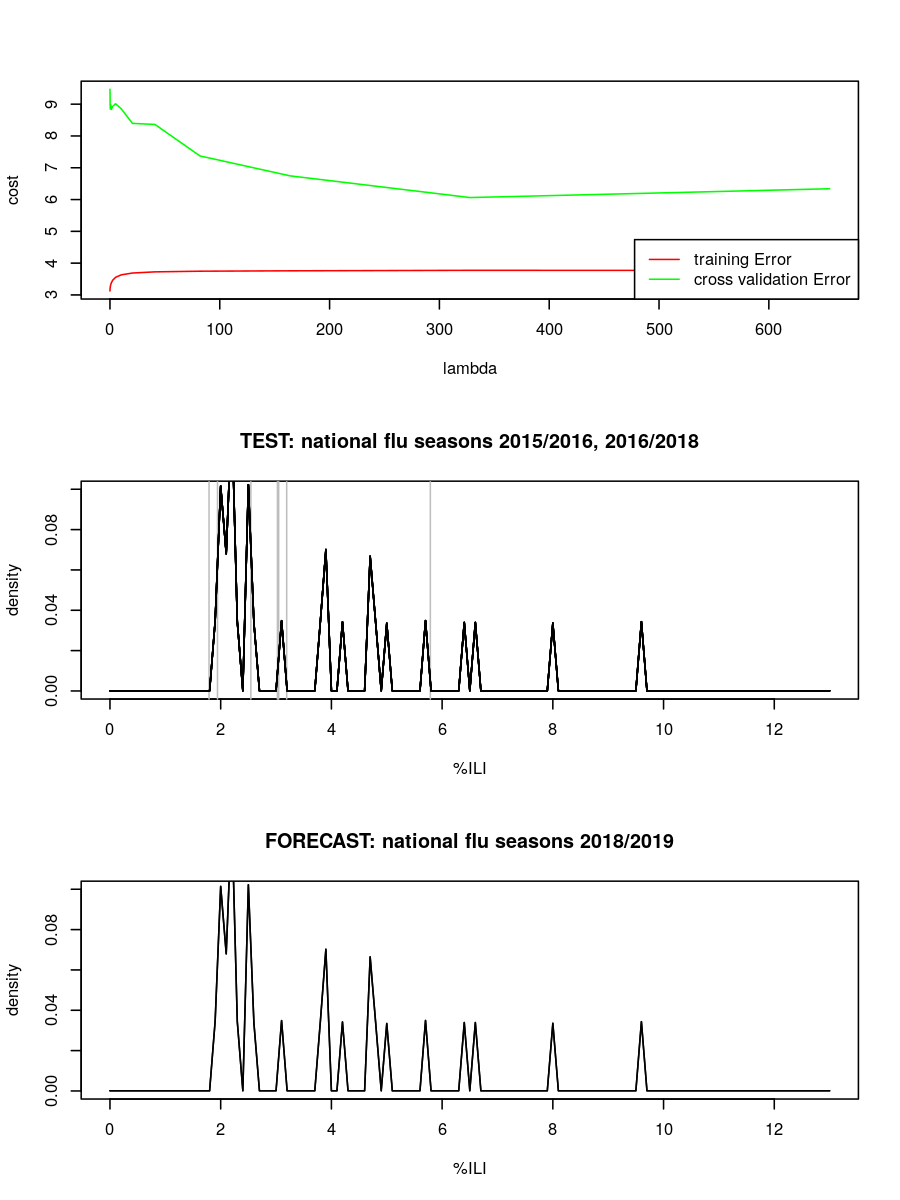 cost
9
8
7
6
5
4
3
training Error
cross validation Error
0 100 200 300 400 500 600
lambda
TEST: national flu seasons 2015/2016, 2016/2018
density
0.08
0.04
0.00
0 2 4 6 8 10 12
%ILI
FORECAST: national flu seasons 2018/2019
density
0.08
0.04
0.00
0 2 4 6 8 10 12
%ILI